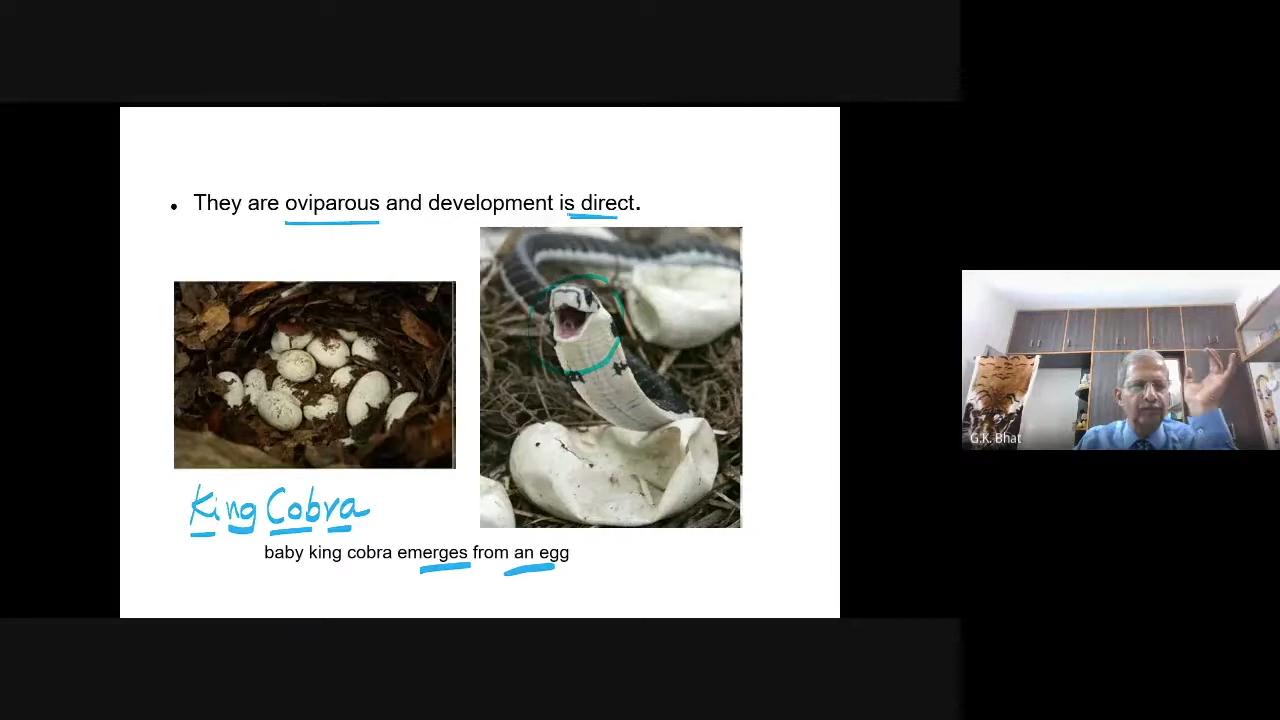 • They are oviparous and development is direct.
King Cobra
baby king cobra emerges from an egg
G.K. Bhat